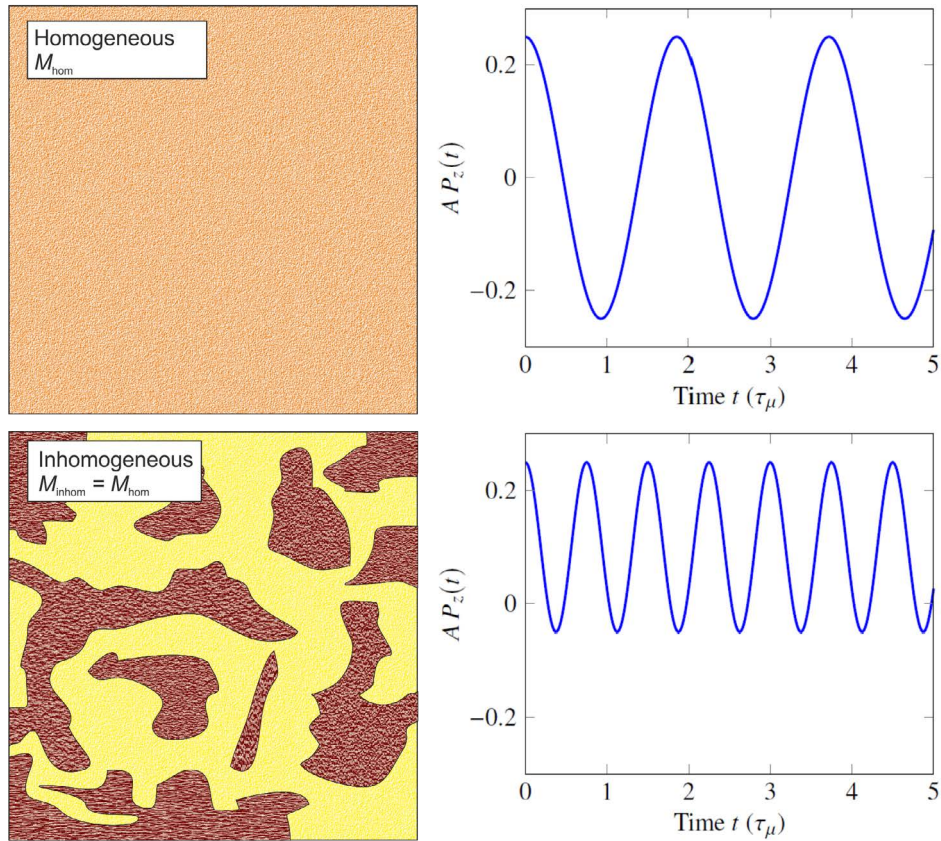 Homogeneous
M_hom
0.2
0
−0.2
A P_z(t)
0 1 2 3 4 5
Time t (τ_μ)
Inhomogeneous
M_inhom = M_hom
0.2
0
−0.2
A P_z(t)
0 1 2 3 4 5
Time t (τ_μ)